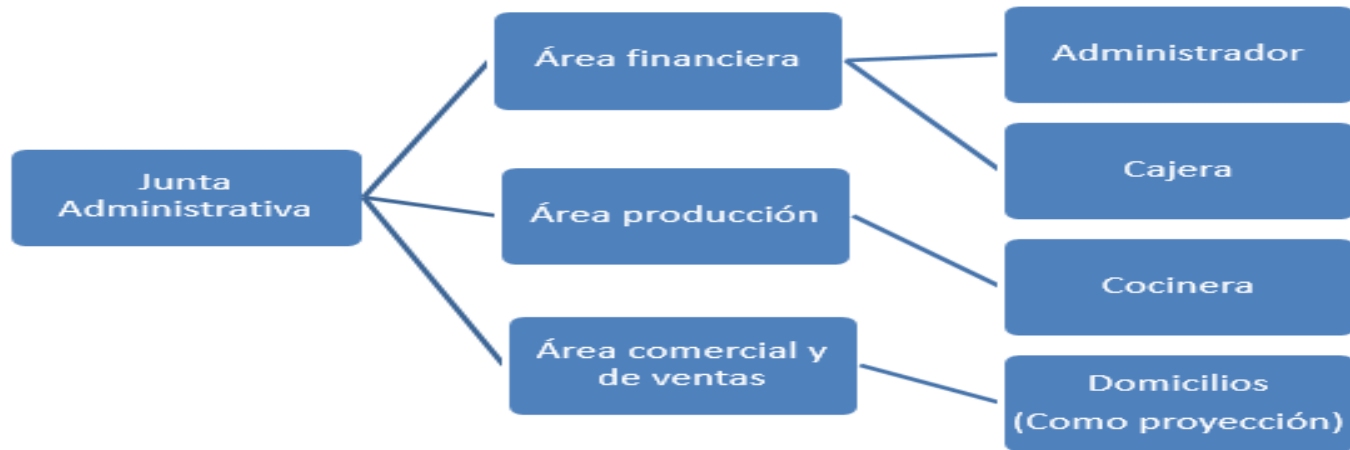 Junta
Administrativa
Área financiera
Área producción
Área comercial y
de ventas
Administrador
Cajera
Cocinera
Domicilios
(Como proyección)